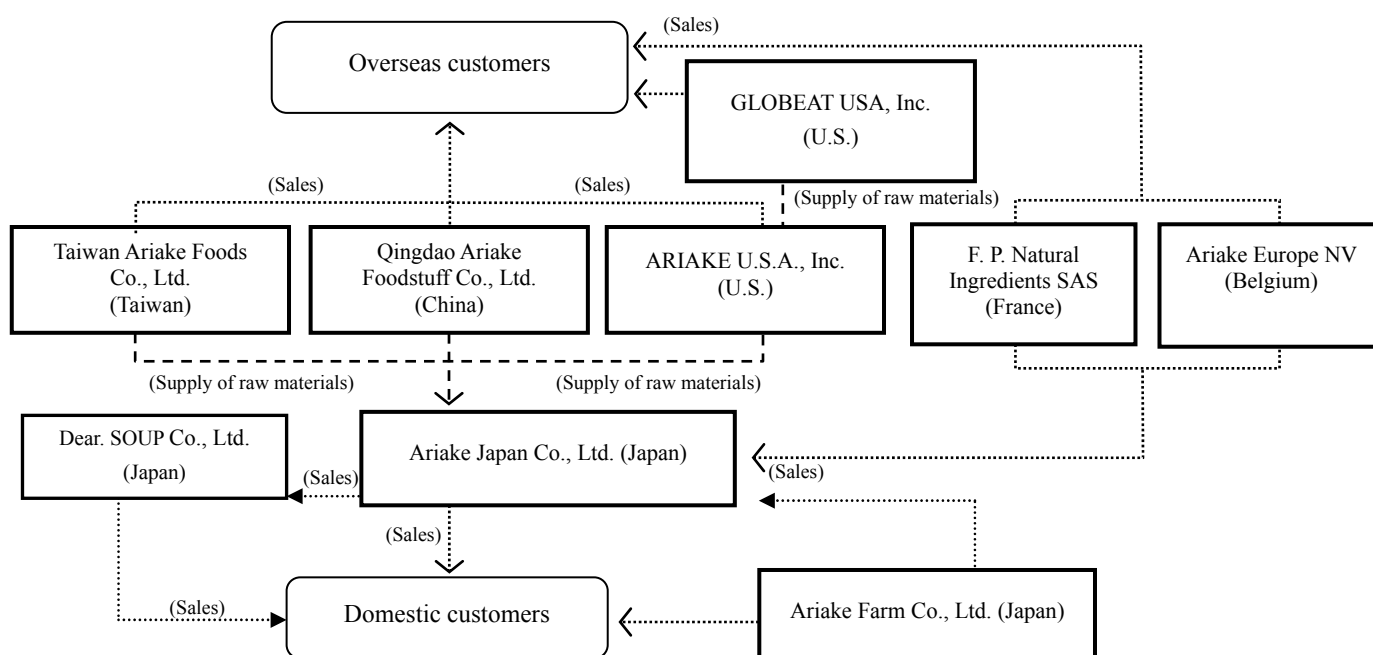 (Sales)
Overseas customers
GLOBEAT USA, Inc.
(U.S.)
(Sales)
(Sales)
(Supply of raw materials)
Taiwan Ariake Foods
Co., Ltd.
(Taiwan)
Qingdao Ariake
Foodstuff Co., Ltd.
(China)
ARIAKE U.S.A., Inc.
(U.S.)
F. P. Natural
Ingredients SAS
(France)
Ariake Europe NV
(Belgium)
(Supply of raw materials)
(Supply of raw materials)
Dear. SOUP Co., Ltd.
(Japan)
Ariake Japan Co., Ltd. (Japan)
(Sales)
(Sales)
(Sales)
(Sales)
Domestic customers
Ariake Farm Co., Ltd. (Japan)